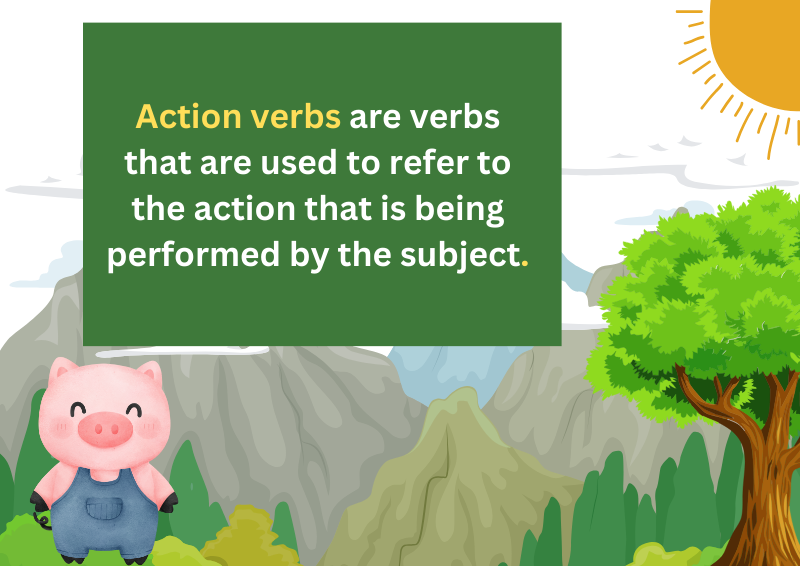 Action verbs are verbs
that are used to refer to
the action that is being
performed by the subject.